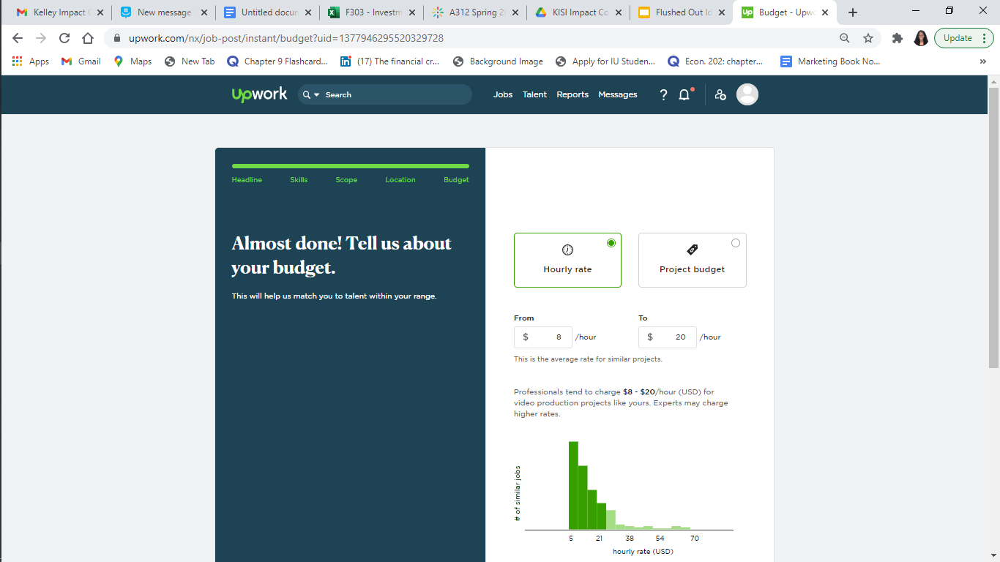 Kelley Impact C
New message
Untitled docun
F303 - Investm
A312 Spring 2
KISI Impact Co
Flushed Out Id
Up
Budget - Upw
upwork.com/nx/job-post/instant/budget?uid=1377946295520329728
Update
Apps
Gmail
Maps
New Tab
Chapter 9 Flashcard...
in
(17) The financial cr...
Background Image
Apply for IU Studen...
Econ. 202: chapter...
Marketing Book No...
»
upwork
Search
Jobs
Talent
Reports
Messages
?
Headline
Skills
Scope
Location
Budget
Almost done! Tell us about
your budget.
This will help us match you to talent within your range.
Hourly rate
Project budget
From
To
$ 8 /hour
$ 20 /hour
This is the average rate for similar projects.
Professionals tend to charge $8 - $20/hour (USD) for
video production projects like yours. Experts may charge
higher rates.
# of similar jobs
5 21 38 54 70
hourly rate (USD)